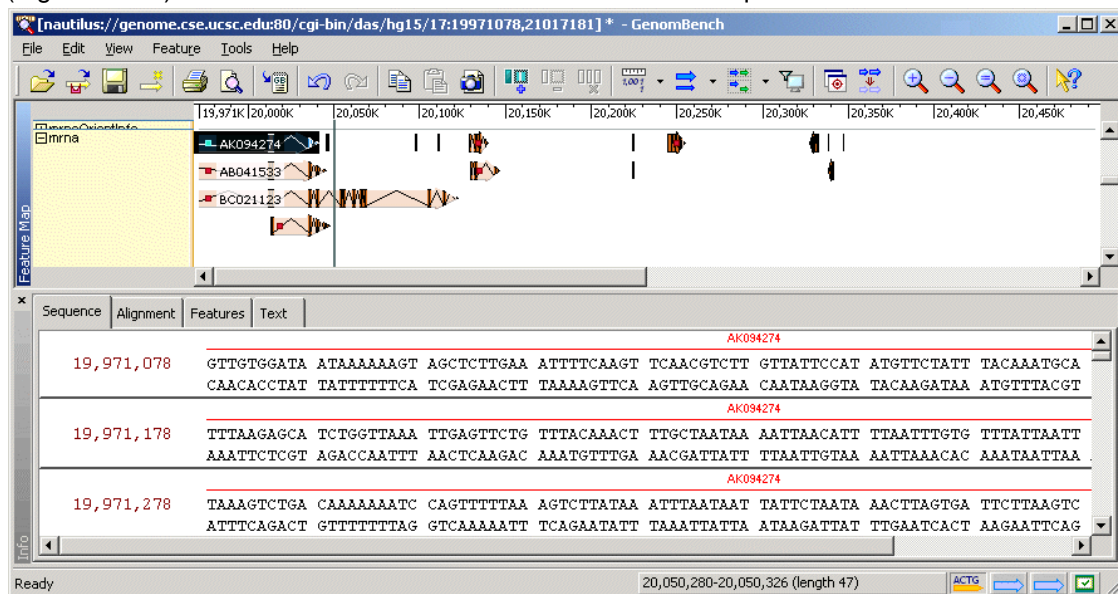 [nautilus://genome.cse.ucsc.edu:80/cgi-bin/das/hg15/17:19971078,21017181] * - GenomBench
File Edit View Feature Tools Help
19,971K 20,000K 20,050K 20,100K 20,150K 20,200K 20,250K 20,300K 20,350K 20,400K 20,450K
mrnaOrientInfo
mrna
AK094274
AB041533
BC021123
Feature Map
Sequence Alignment Features Text
AK094274
19,971,078 GTTGTGGATA ATAAAAAAGT AGCTCTTGAA ATTTTCAAGT TCAACGTCTT GTTATTCCAT ATGTTCTATT TACAAATGCA
CAACACCTAT TATTTTTTCA TCGAGAACTT TAAAAGTTCA AGTTGCAGAA CAATAAGGTA TACAAGATAA ATGTTTACGT
AK094274
19,971,178 TTTAAGAGCA TCTGGTTAAA TTGAGTTCTG TTTACAAACT TTGCTAATAA AATTAACATT TTAATTTGTG TTTATTAATT
AAATTCTCGT AGACCAATTT AACTCAAGAC AAATGTTTGA AACGATTATT TTAATTGTAA AATTAAACAC AAATAATTAA
AK094274
19,971,278 TAAAGTCTGA CAAAAAAATC CAGTTTTTAA AGTCTTATAA ATTTAATAAT TATTCTAATA AACTTAGTGA TTCTTAAGTC
ATTTCAGACT GTTTTTTTAG GTCAAAAATT TCAGAATATT TAAATTATTA ATAAGATTAT TTGAATCACT AAGAATTCAG
Info
Ready 20,050,280-20,050,326 (length 47) ACTG